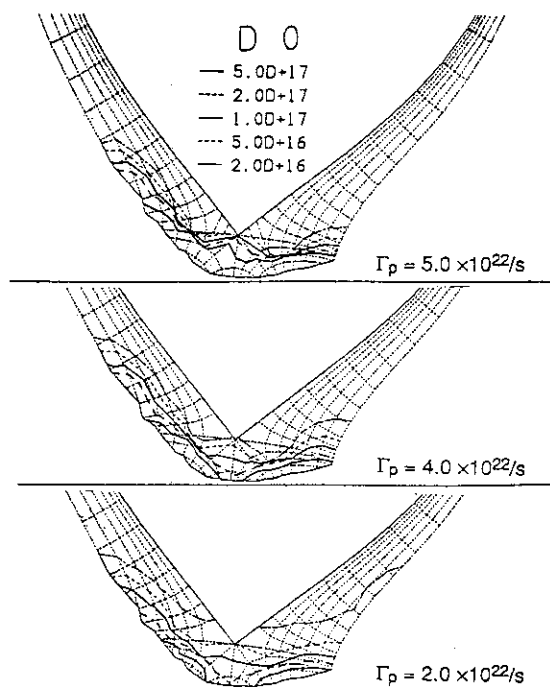 D 0
5.0D+17
2.0D+17
1.0D+17
5.0D+16
2.0D+16
Γp = 5.0 ×10²²/s
Γp = 4.0 ×10²²/s
Γp = 2.0 ×10²²/s